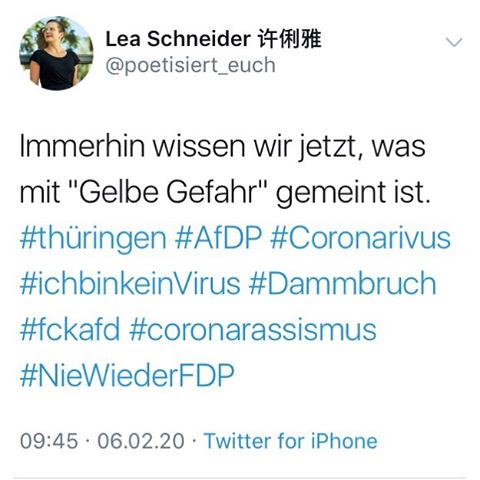 Lea Schneider 许俐雅
@poetisiert_euch
Immerhin wissen wir jetzt, was
mit "Gelbe Gefahr" gemeint ist.
#thüringen #AfDP #Coronarivus
#ichbinkeinVirus #Dammbruch
#fckafd #coronarassismus
#NieWiederFDP
09:45 · 06.02.20 · Twitter for iPhone